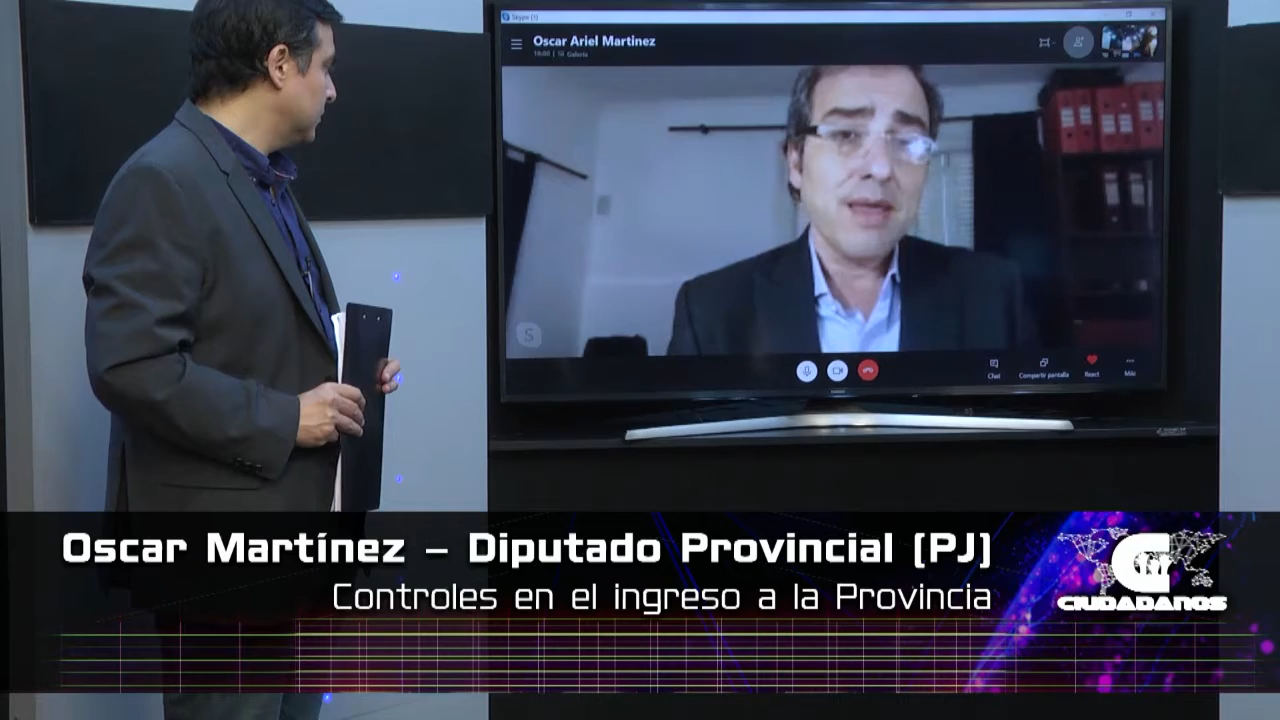 Skype [1]
Oscar Ariel Martinez
Galería
S
Chat
Compartir pantalla
React
Más
Oscar Martínez – Diputado Provincial (PJ)
Controles en el ingreso a la Provincia
CIUDADANOS